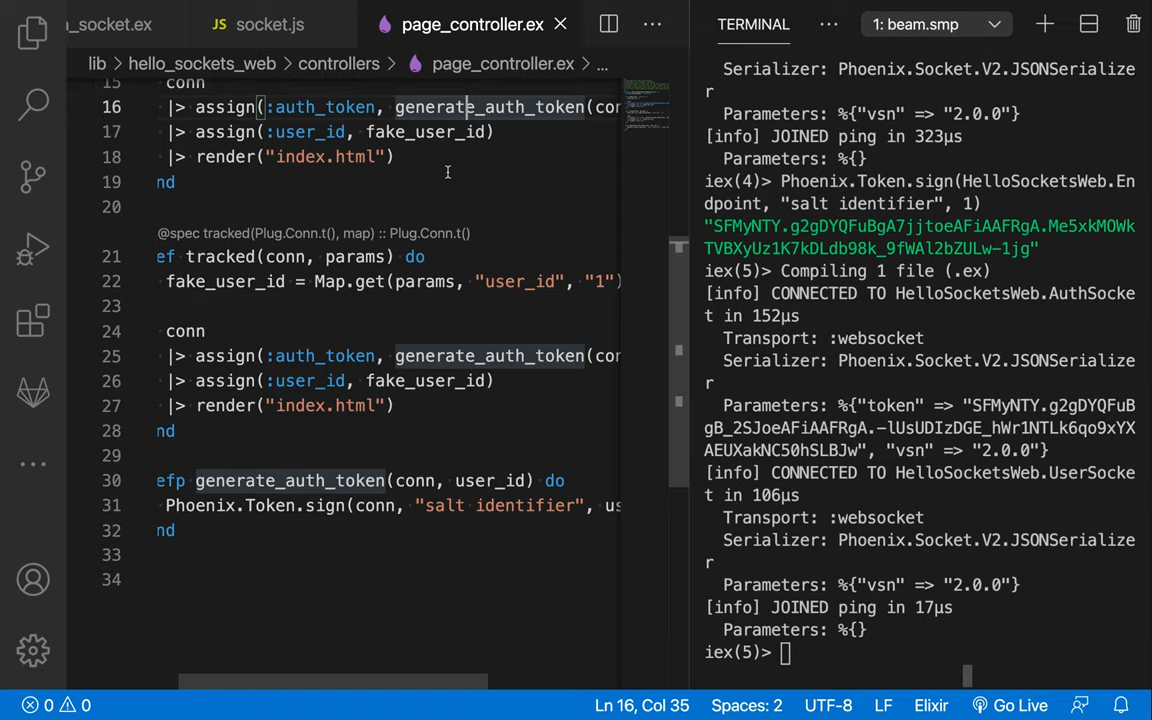 _socket.ex
JS socket.js
page_controller.ex
TERMINAL
1: beam.smp
lib > hello_sockets_web > controllers > page_controller.ex > ...
15 conn
16 |> assign(:auth_token, generate_auth_token(con
17 |> assign(:user_id, fake_user_id)
18 |> render("index.html")
19 nd
20
@spec tracked(Plug.Conn.t(), map) :: Plug.Conn.t()
21 ef tracked(conn, params) do
22 fake_user_id = Map.get(params, "user_id", "1")
23
24 conn
25 |> assign(:auth_token, generate_auth_token(con
26 |> assign(:user_id, fake_user_id)
27 |> render("index.html")
28 nd
29
30 efp generate_auth_token(conn, user_id) do
31 Phoenix.Token.sign(conn, "salt identifier", us
32 nd
33
34
Serializer: Phoenix.Socket.V2.JSONSerialize
r
Parameters: %{"vsn" => "2.0.0"}
[info] JOINED ping in 323µs
Parameters: %{}
iex(4)> Phoenix.Token.sign(HelloSocketsWeb.En
dpoint, "salt identifier", 1)
"SFMyNTY.g2gDYQFuBgA7jjtoeAFiAAFRgA.Me5xkMOWk
TVBXyUz1K7kDLdb98k_9fWAl2bZULw-1jg"
iex(5)> Compiling 1 file (.ex)
[info] CONNECTED TO HelloSocketsWeb.AuthSocke
t in 152µs
Transport: :websocket
Serializer: Phoenix.Socket.V2.JSONSerialize
r
Parameters: %{"token" => "SFMyNTY.g2gDYQFuB
gB_2SJoeAFiAAFRgA.-lUsUDIzDGE_hWr1NTLk6qo9xYX
AEUXakNC50hSLBJw", "vsn" => "2.0.0"}
[info] CONNECTED TO HelloSocketsWeb.UserSocke
t in 106µs
Transport: :websocket
Serializer: Phoenix.Socket.V2.JSONSerialize
r
Parameters: %{"vsn" => "2.0.0"}
[info] JOINED ping in 17µs
Parameters: %{}
iex(5)>
0 0 Ln 16, Col 35 Spaces: 2 UTF-8 LF Elixir Go Live